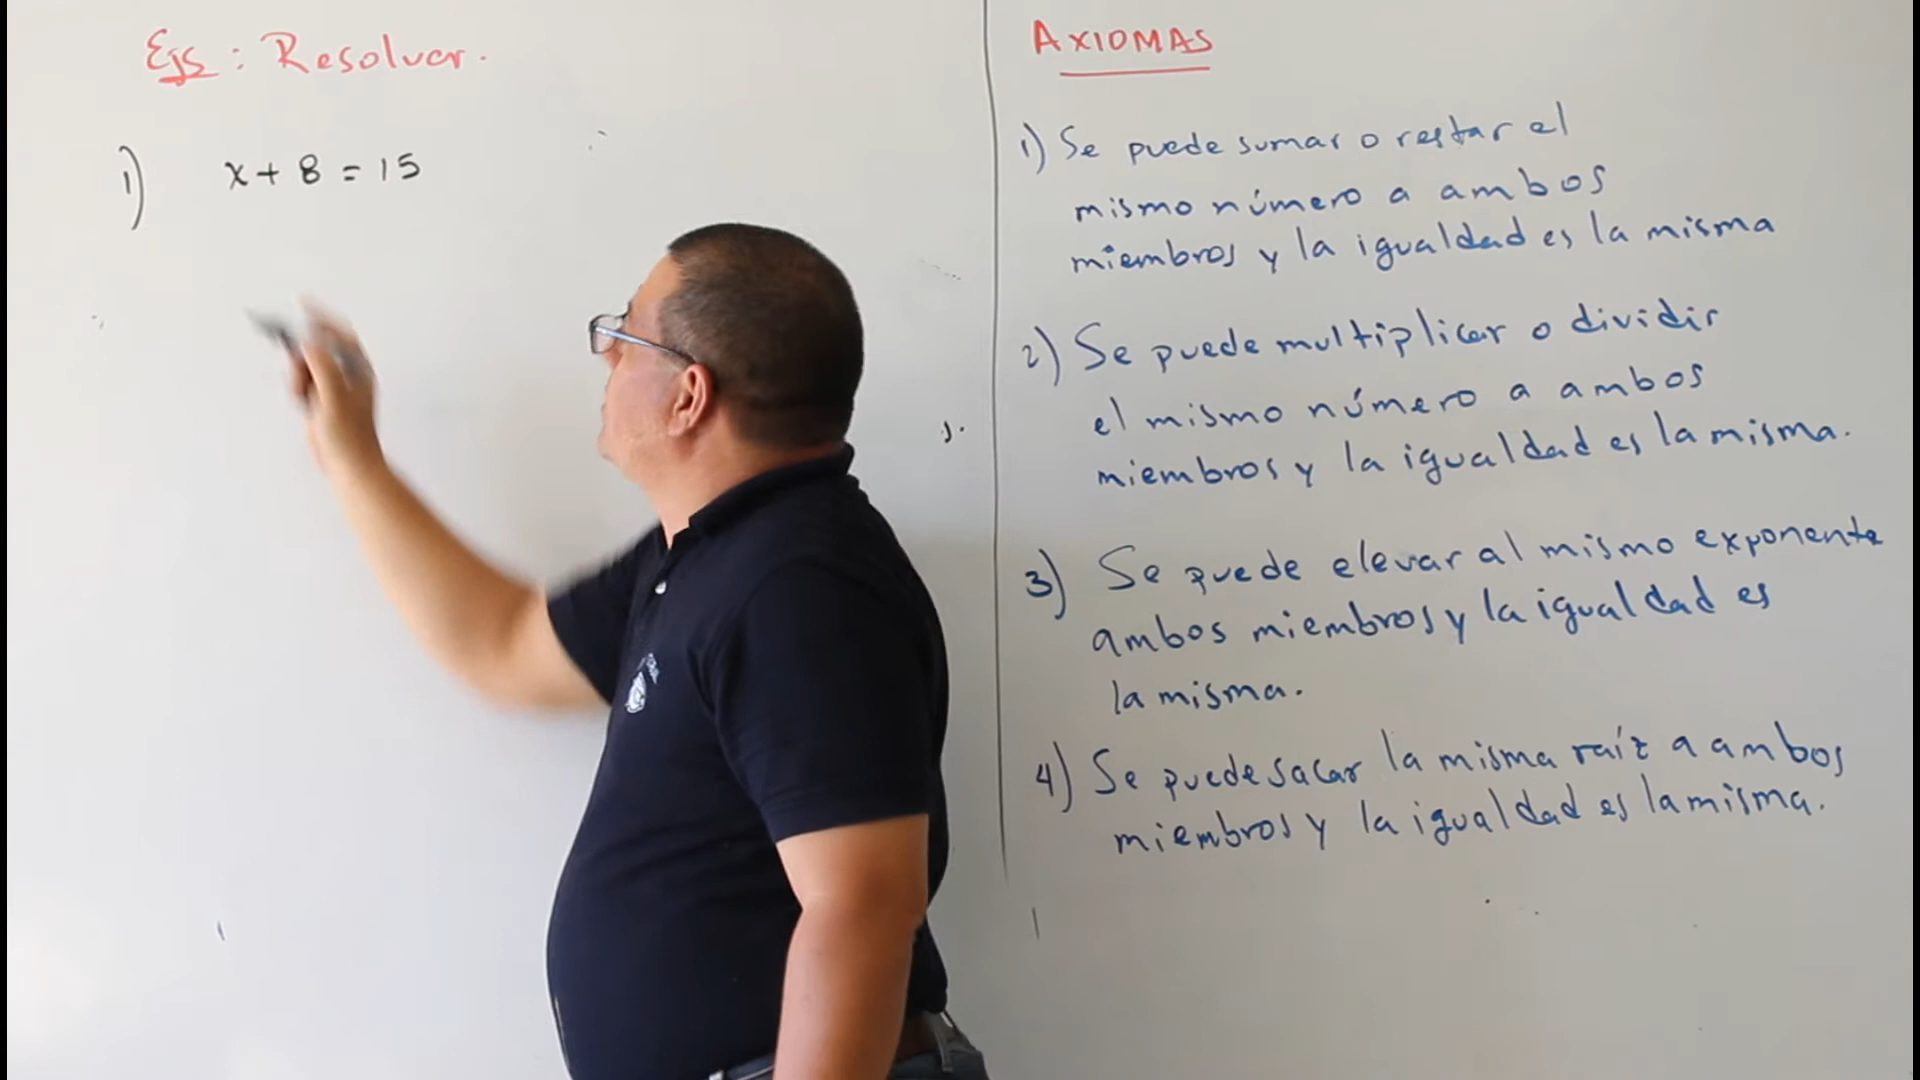 Ejs: Resolver.
1) x + 8 = 15
AXIOMAS
1) Se puede sumar o restar el
mismo número a ambos
miembros y la igualdad es la misma
2) Se puede multiplicar o dividir
el mismo número a ambos
miembros y la igualdad es la misma.
3) Se puede elevar al mismo exponente
ambos miembros y la igualdad es
la misma.
4) Se puede sacar la misma raíz a ambos
miembros y la igualdad es la misma.